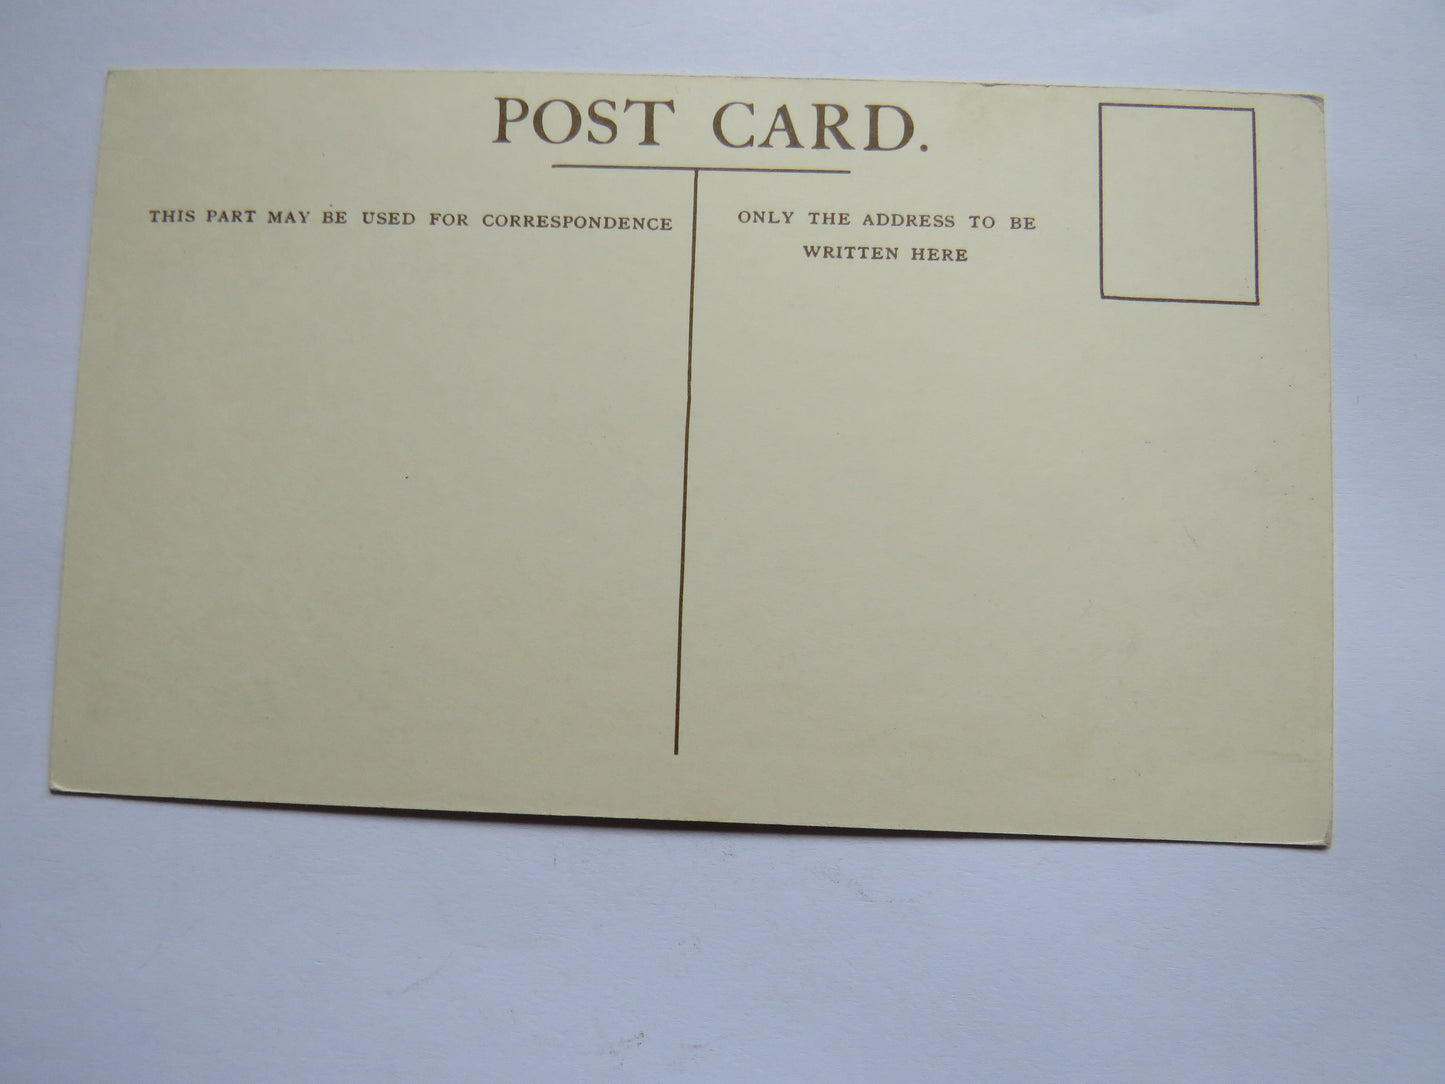 POST CARD.
THIS PART MAY BE USED FOR CORRESPONDENCE
ONLY THE ADDRESS TO BE
WRITTEN HERE